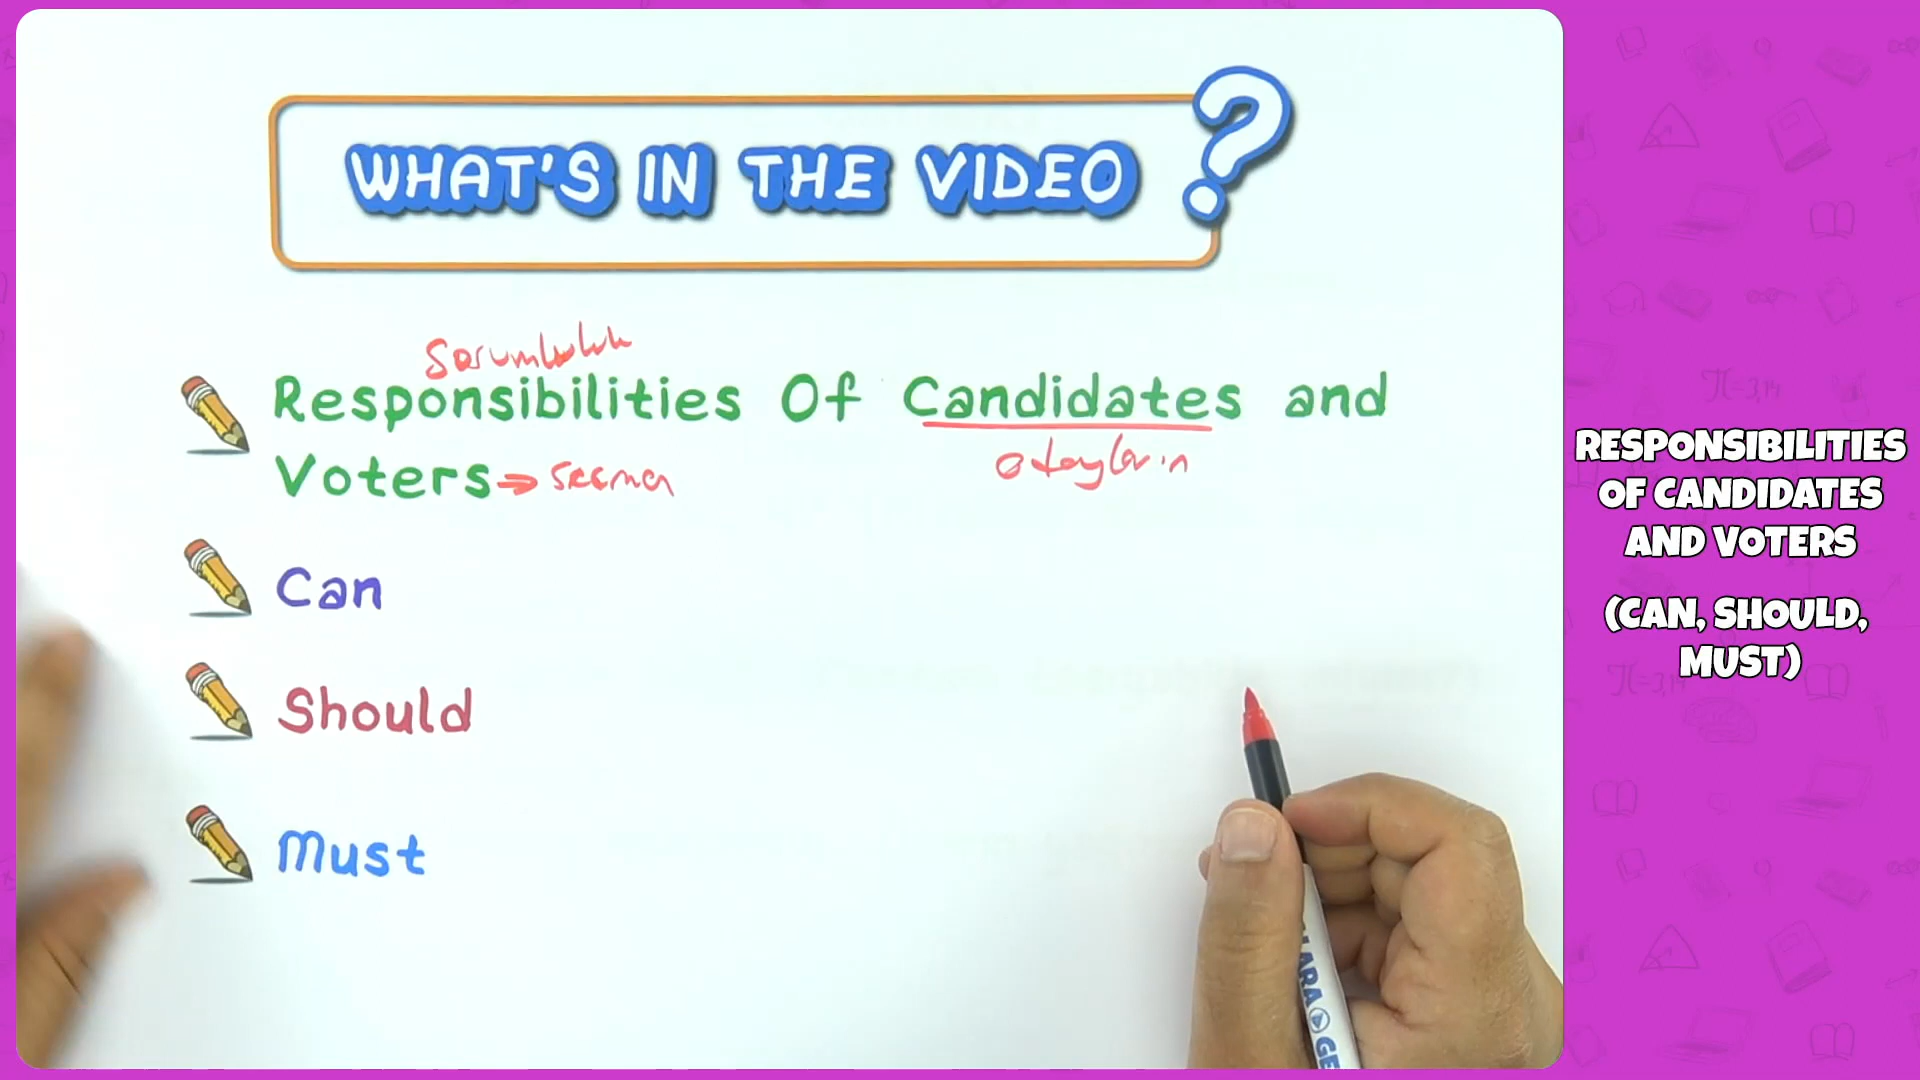 WHAT'S IN THE VIDEO?
Sorumluluk
Responsibilities Of Candidates and
adayların
Voters → seçmen
Can
Should
Must
RESPONSIBILITIES
OF CANDIDATES
AND VOTERS
(CAN, SHOULD,
MUST)